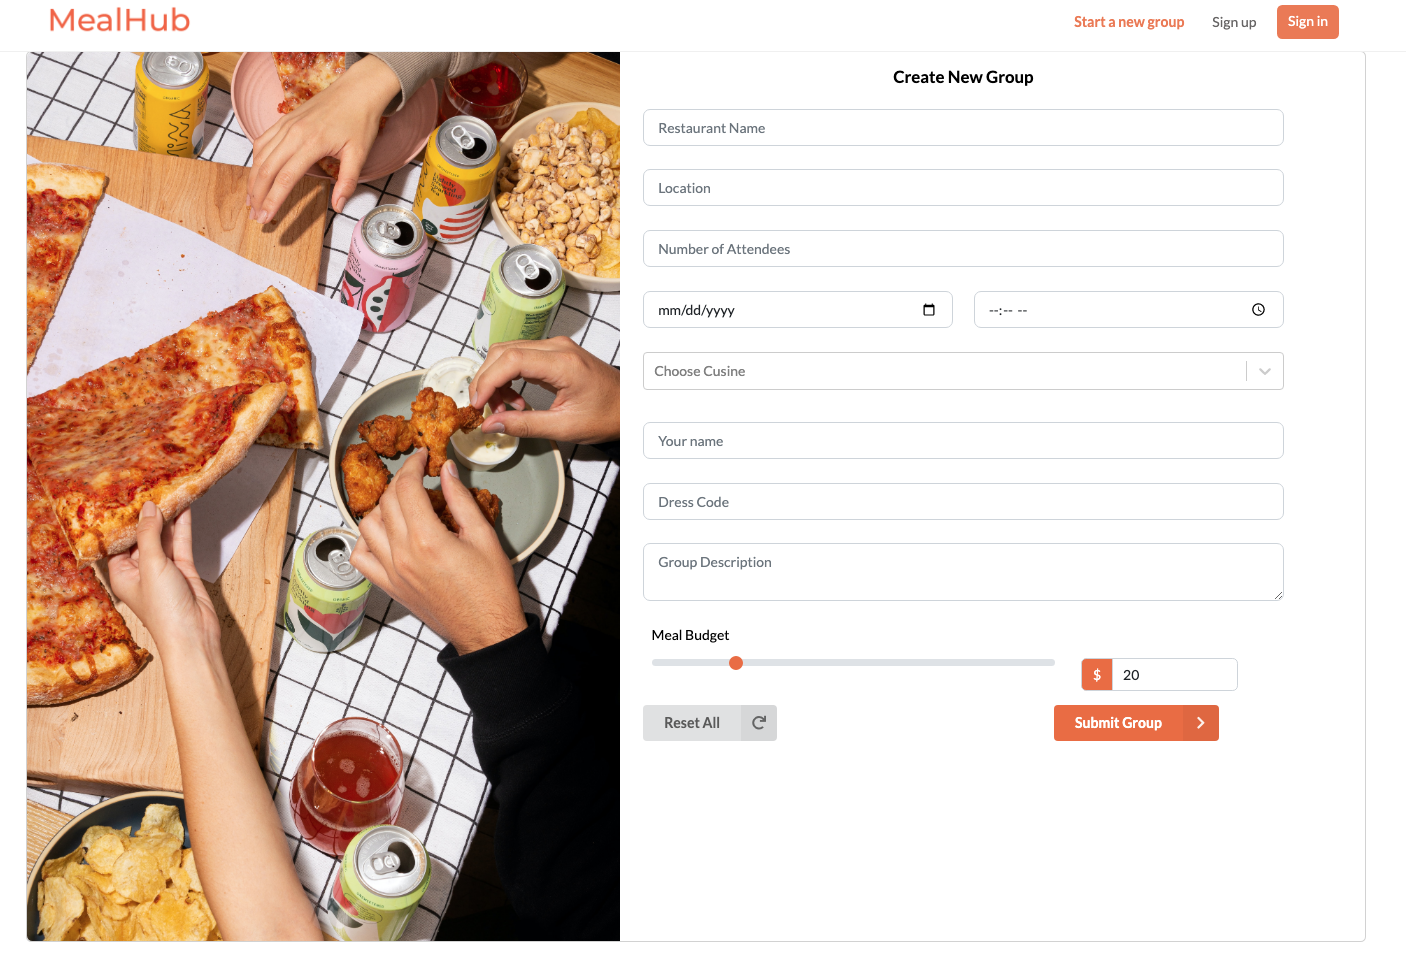 MealHub
Start a new group
Sign up
Sign in
Create New Group
Restaurant Name
Location
Number of Attendees
mm/dd/yyyy
--:-- --
Choose Cusine
Your name
Dress Code
Group Description
Meal Budget
$ 20
Reset All
Submit Group